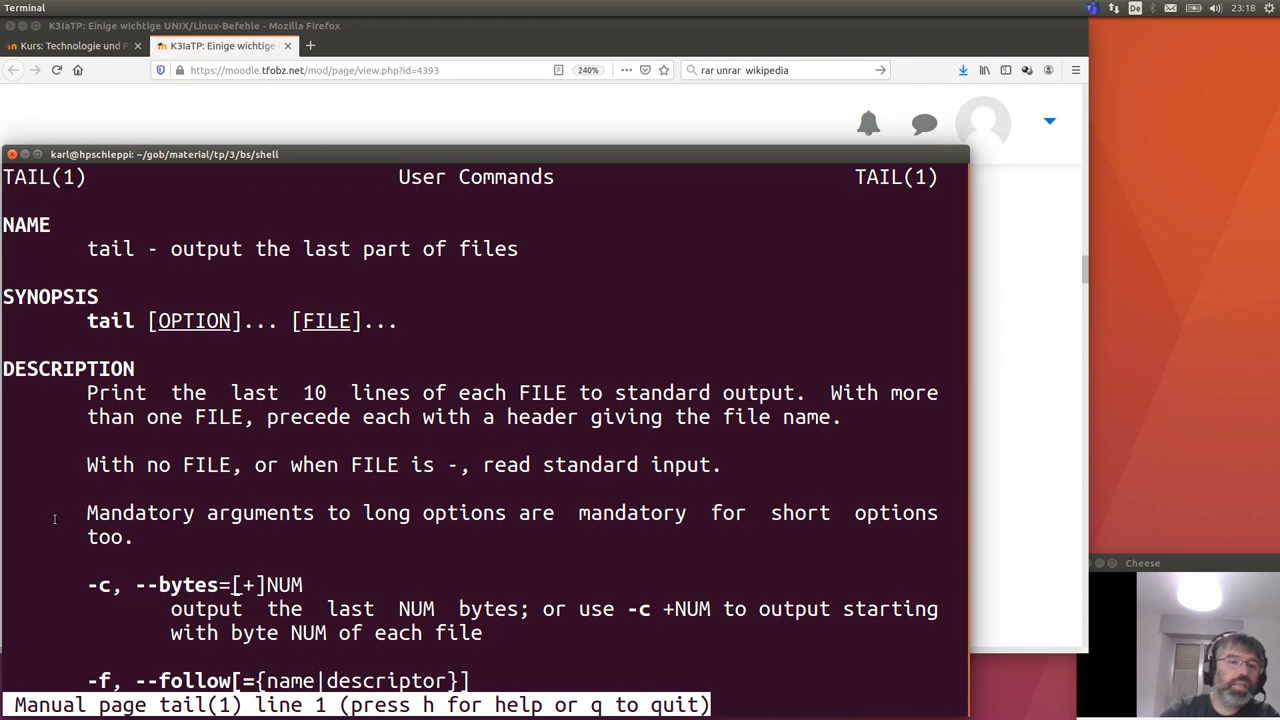 Terminal
De
23:18
K3IaTP: Einige wichtige UNIX/Linux-Befehle - Mozilla Firefox
Kurs: Technologie und P
K3IaTP: Einige wichtige
https://moodle.tfobz.net/mod/page/view.php?id=4393
240%
rar unrar wikipedia
karl@hpschleppi: ~/gob/material/tp/3/bs/shell
TAIL(1) User Commands TAIL(1)
NAME
tail - output the last part of files
SYNOPSIS
tail [OPTION]... [FILE]...
DESCRIPTION
Print the last 10 lines of each FILE to standard output. With more
than one FILE, precede each with a header giving the file name.
With no FILE, or when FILE is -, read standard input.
Mandatory arguments to long options are mandatory for short options
too.
-c, --bytes=[+]NUM
output the last NUM bytes; or use -c +NUM to output starting
with byte NUM of each file
-f, --follow[={name|descriptor}]
Manual page tail(1) line 1 (press h for help or q to quit)
Cheese